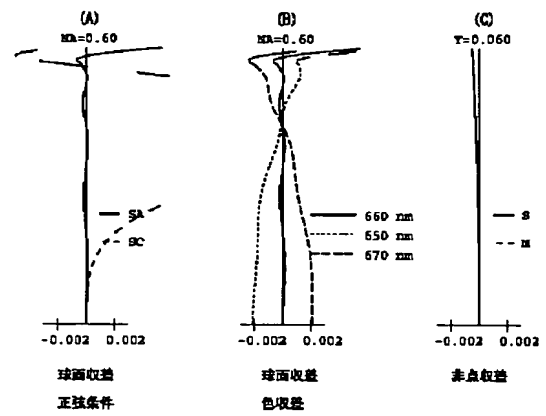 (A)
NA=0.60
SA
SC
-0.002 0.002
球面収差
正弦条件
(B)
NA=0.60
660 nm
650 nm
670 nm
-0.002 0.002
球面収差
色収差
(C)
Y=0.060
S
M
-0.002 0.002
非点収差